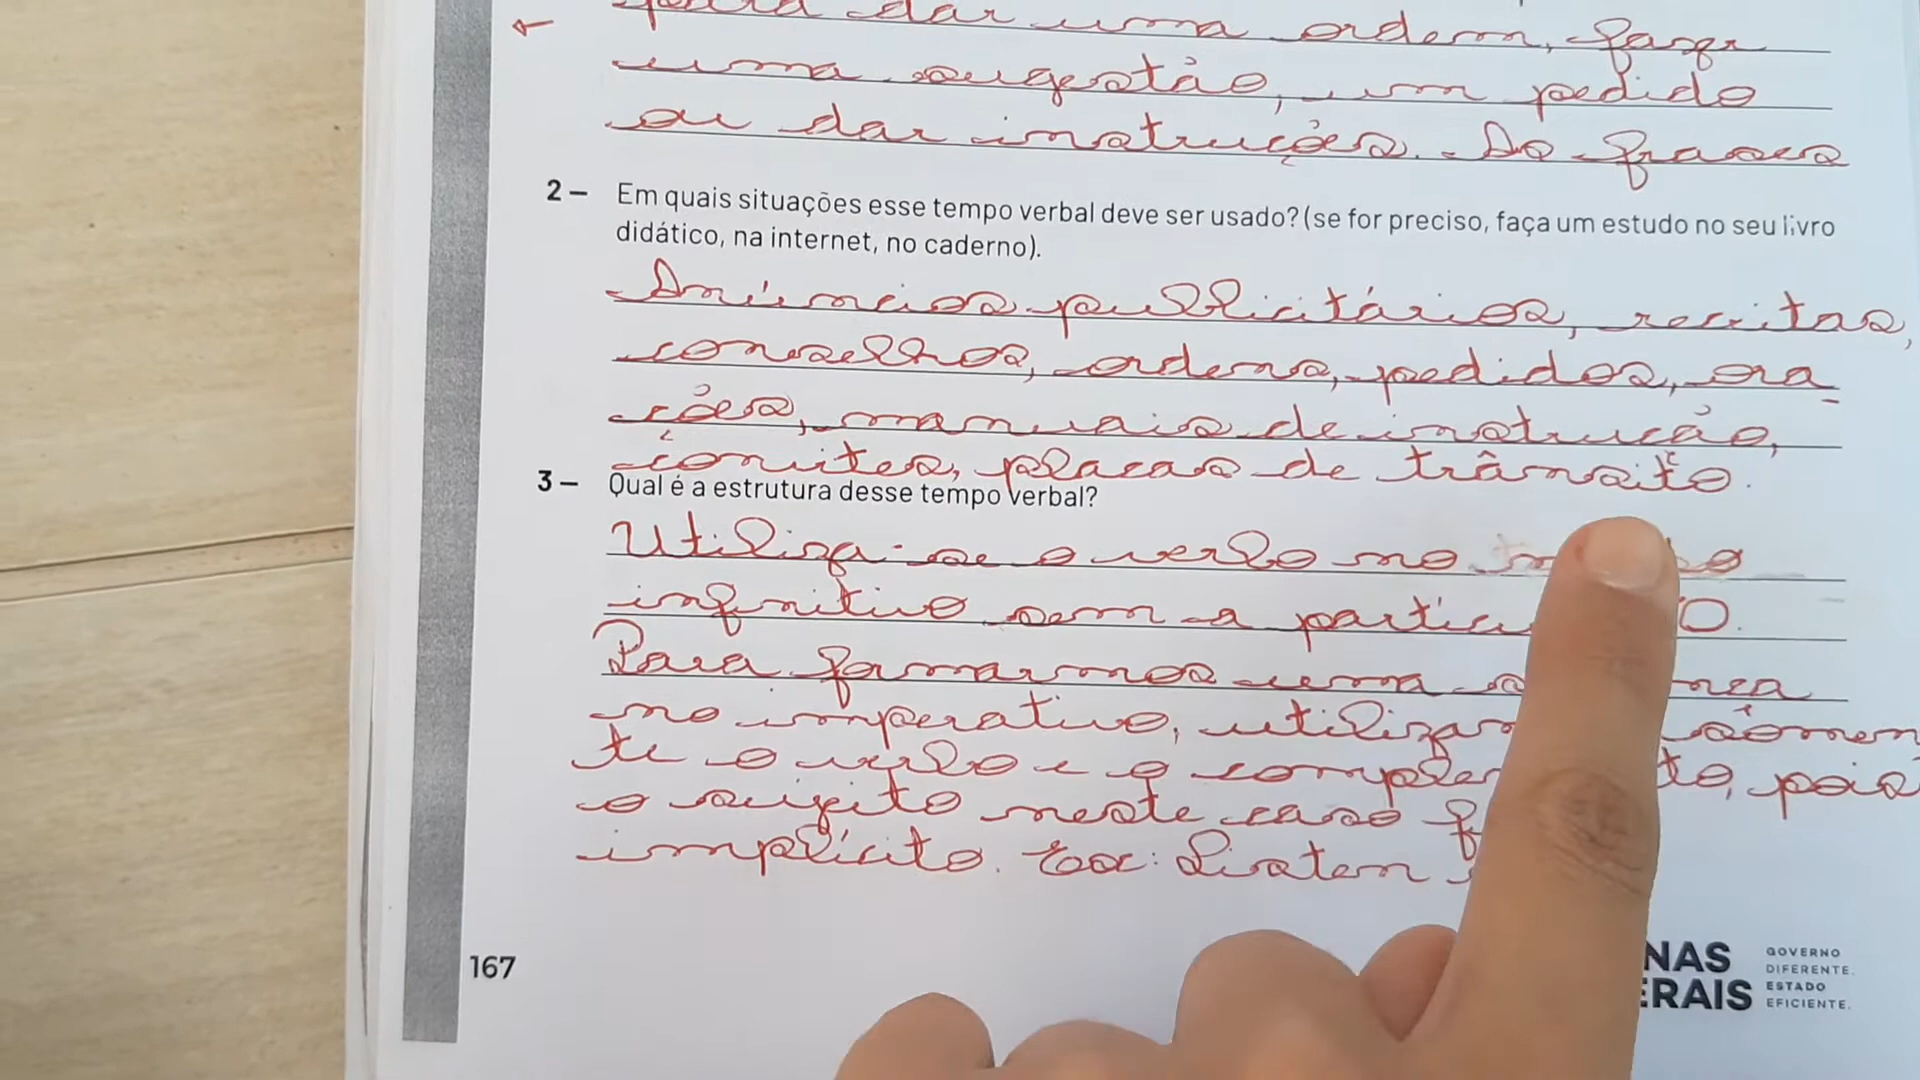 para dar uma ordem, fazer
uma sugestão, um pedido
ou dar instruções. As frases
2 – Em quais situações esse tempo verbal deve ser usado? (se for preciso, faça um estudo no seu livro
didático, na internet, no caderno).
Anúncios publicitários, receitas,
conselhos, ordens, pedidos, ora-
ções, manuais de instrução,
convites, placas de trânsito.
3 – Qual é a estrutura desse tempo verbal?
Utiliza-se o verbo no
infinitivo sem a TO.
Para formarmos uma
no imperativo, sómen
te o verbo e o pois
o sujeito neste caso
implícito. Ex: Listen
167
NAS
ERAIS
GOVERNO
DIFERENTE.
ESTADO
EFICIENTE.